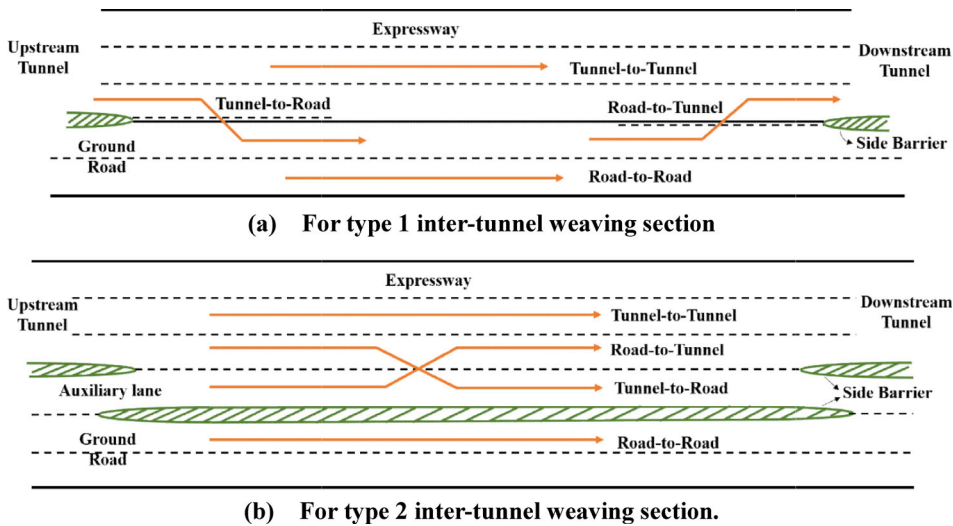 Expressway
Upstream
Tunnel
Downstream
Tunnel
Tunnel-to-Tunnel
Tunnel-to-Road
Road-to-Tunnel
Ground
Road
Side Barrier
Road-to-Road
(a) For type 1 inter-tunnel weaving section
Expressway
Upstream
Tunnel
Downstream
Tunnel
Tunnel-to-Tunnel
Road-to-Tunnel
Auxiliary lane
Tunnel-to-Road
Side Barrier
Ground
Road
Road-to-Road
(b) For type 2 inter-tunnel weaving section.